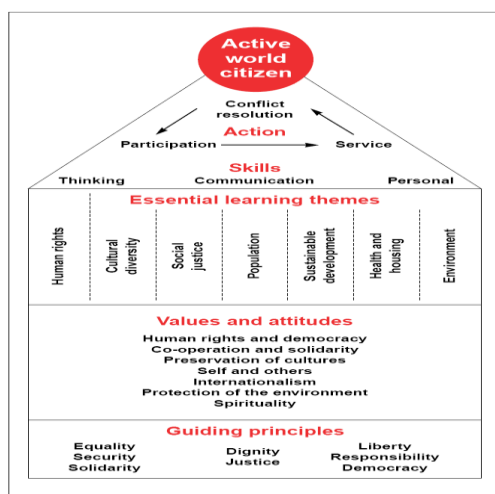 Active
world
citizen
Conflict
resolution
Action
Participation
Service
Skills
Thinking
Communication
Personal
Essential learning themes
Human rights
Cultural
diversity
Social
justice
Population
Sustainable
development
Health and
housing
Environment
Values and attitudes
Human rights and democracy
Co-operation and solidarity
Preservation of cultures
Self and others
Internationalism
Protection of the environment
Spirituality
Guiding principles
Equality
Security
Solidarity
Dignity
Justice
Liberty
Responsibility
Democracy